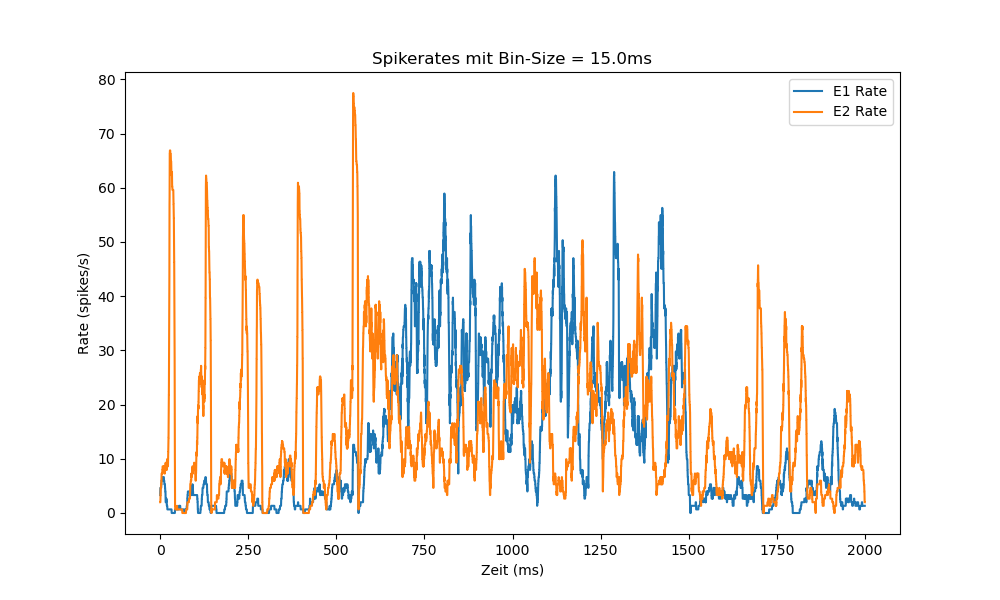 Spikerates mit Bin-Size = 15.0ms
E1 Rate
E2 Rate
Rate (spikes/s)
80
70
60
50
40
30
20
10
0
0 250 500 750 1000 1250 1500 1750 2000
Zeit (ms)